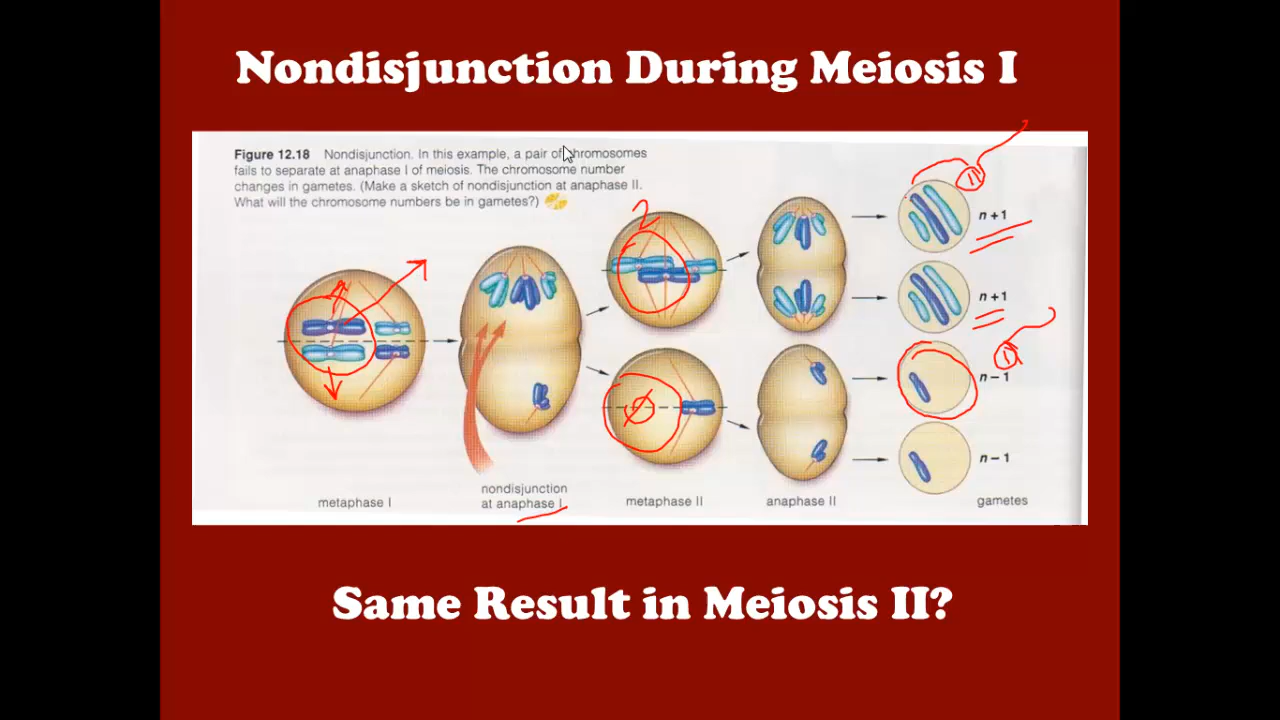 Nondisjunction During Meiosis I
Figure 12.18 Nondisjunction. In this example, a pair of chromosomes
fails to separate at anaphase I of meiosis. The chromosome number
changes in gametes. (Make a sketch of nondisjunction at anaphase II.
What will the chromosome numbers be in gametes?)
2
n+1
n+1
n−1
n−1
metaphase I
nondisjunction
at anaphase I
metaphase II
anaphase II
gametes
Same Result in Meiosis II?